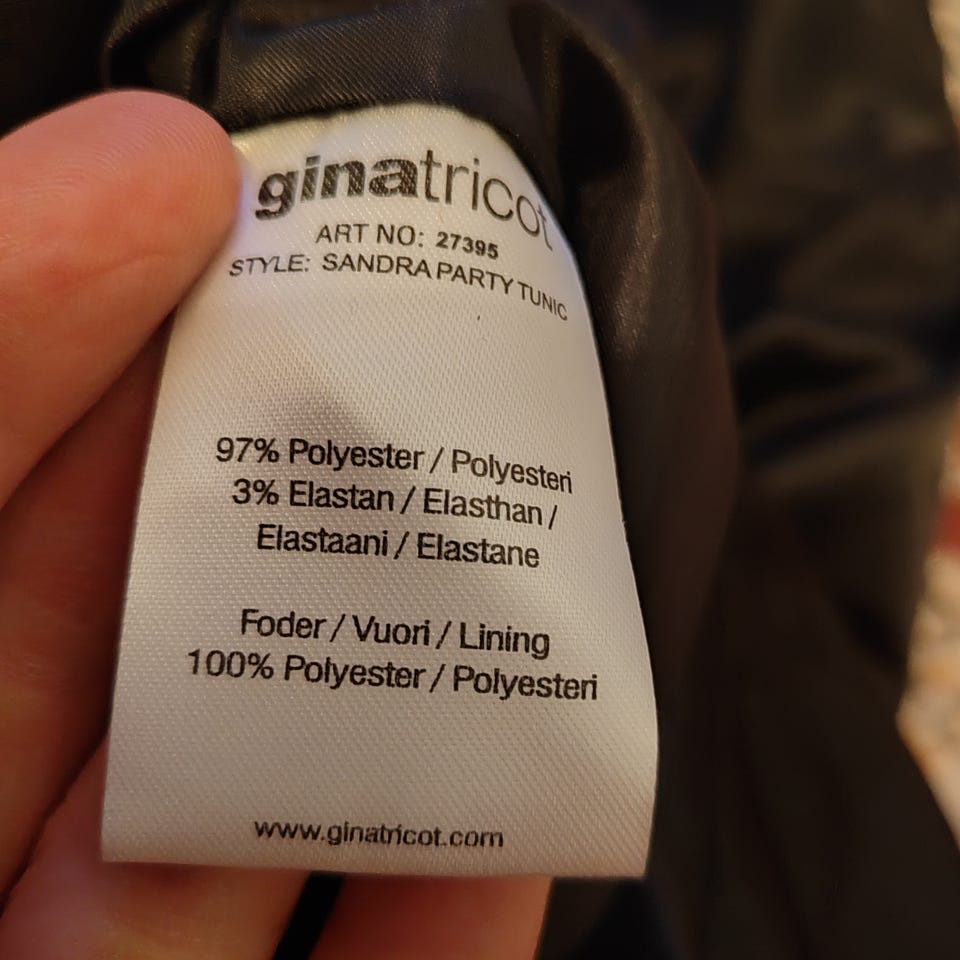 ginatricot
ART NO: 27395
STYLE: SANDRA PARTY TUNIC
97% Polyester / Polyesteri
3% Elastan / Elasthan /
Elastaani / Elastane
Foder / Vuori / Lining
100% Polyester / Polyesteri
www.ginatricot.com